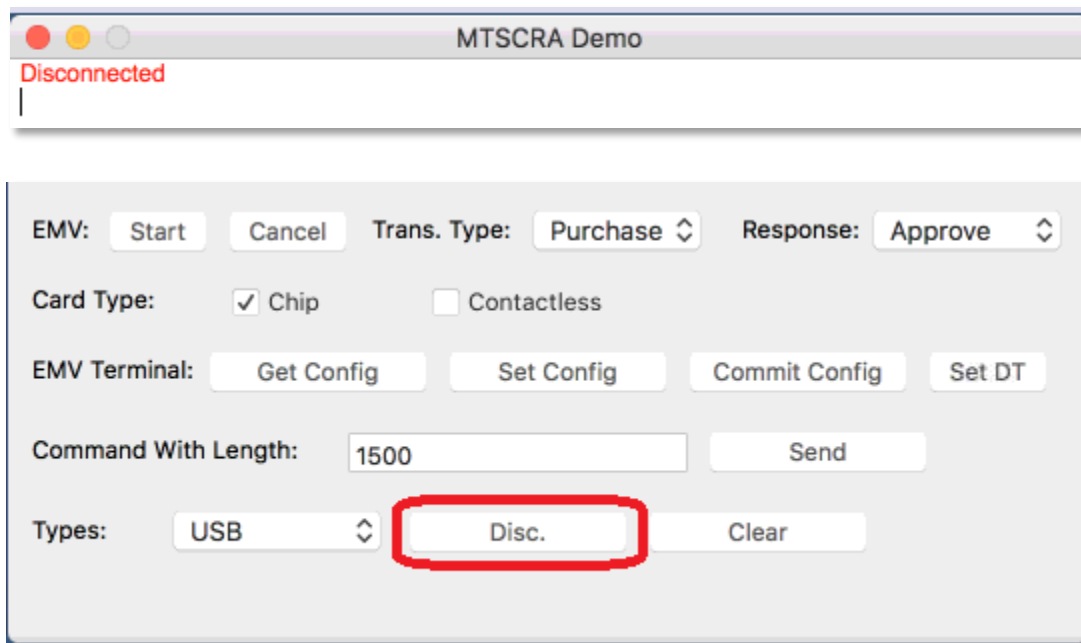 MTSCRA Demo
Disconnected
EMV: Start Cancel Trans. Type: Purchase Response: Approve
Card Type: Chip Contactless
EMV Terminal: Get Config Set Config Commit Config Set DT
Command With Length: 1500 Send
Types: USB Disc. Clear